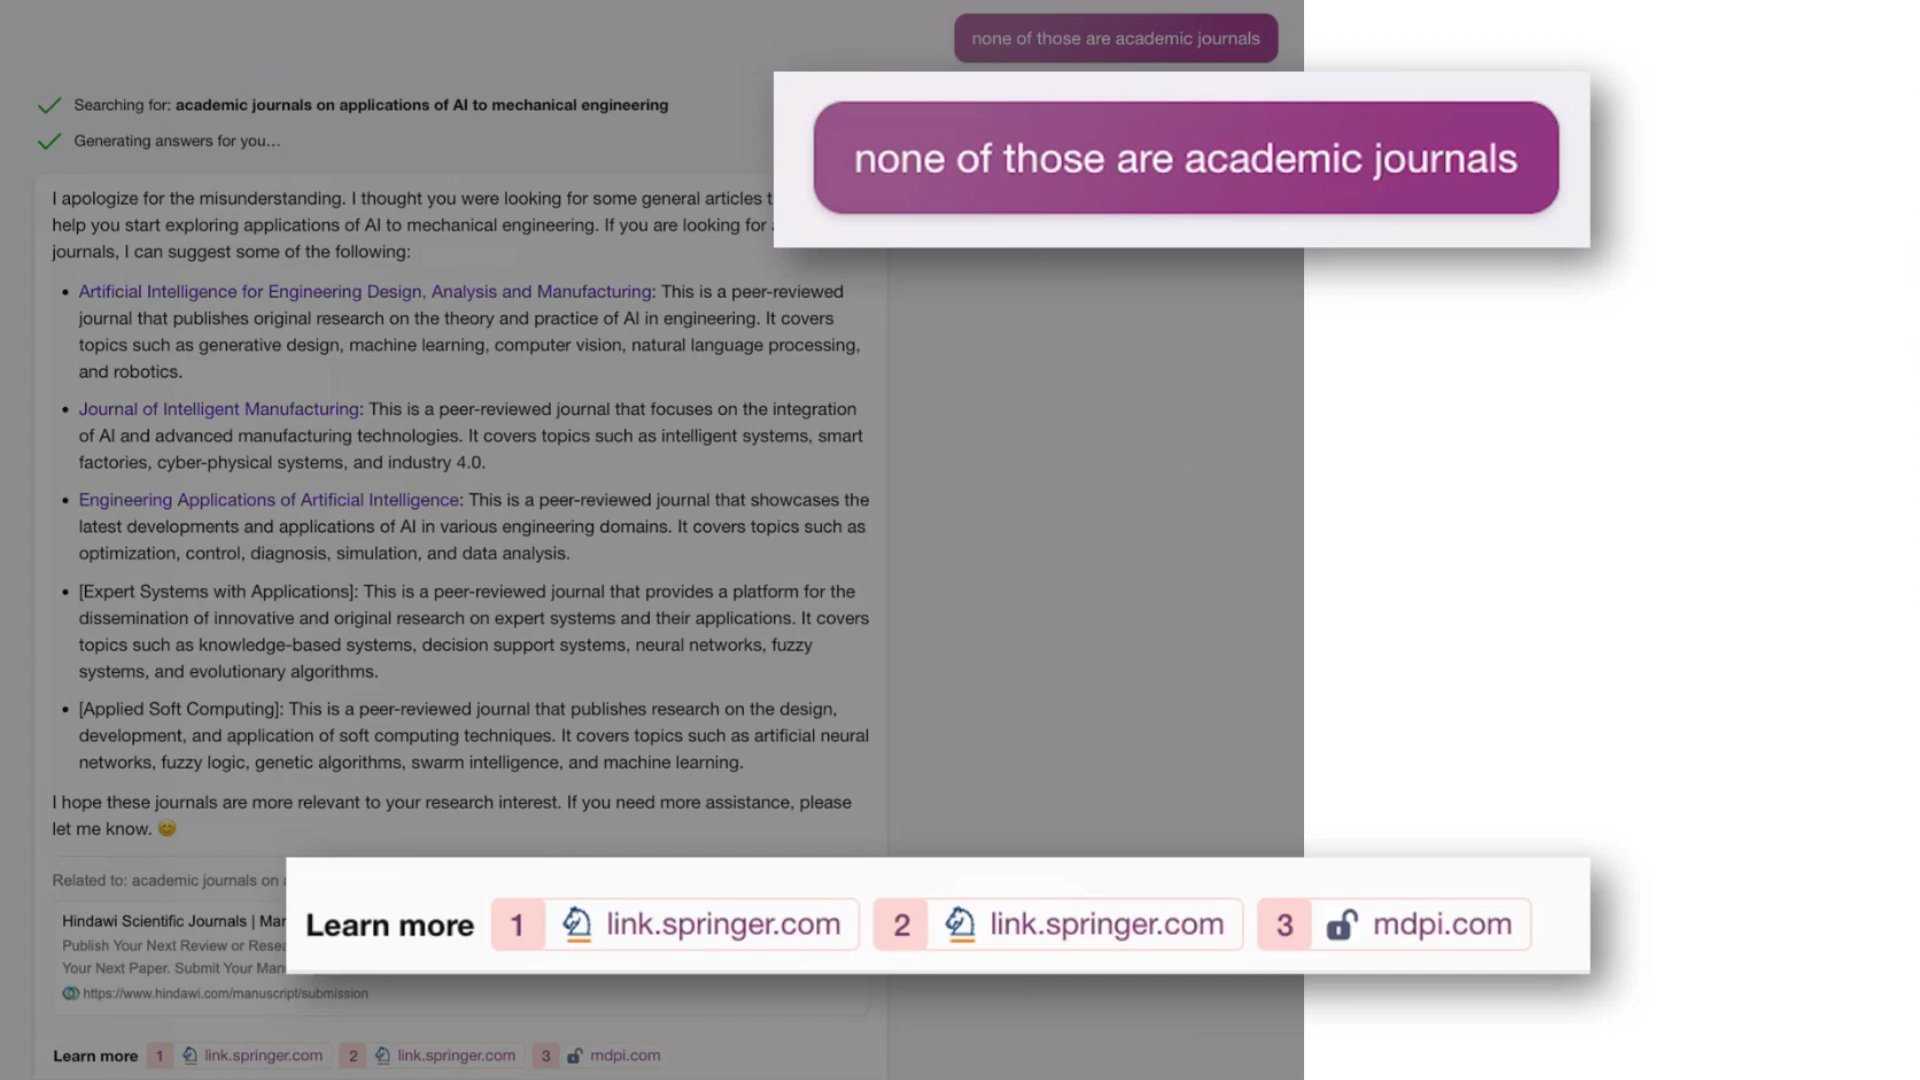 none of those are academic journals
Searching for: academic journals on applications of AI to mechanical engineering
none of those are academic journals
Generating answers for you...
I apologize for the misunderstanding. I thought you were looking for some general articles
help you start exploring applications of AI to mechanical engineering. If you are looking for
journals, I can suggest some of the following:
• Artificial Intelligence for Engineering Design, Analysis and Manufacturing: This is a peer-reviewed
journal that publishes original research on the theory and practice of AI in engineering. It covers
topics such as generative design, machine learning, computer vision, natural language processing,
and robotics.
• Journal of Intelligent Manufacturing: This is a peer-reviewed journal that focuses on the integration
of AI and advanced manufacturing technologies. It covers topics such as intelligent systems, smart
factories, cyber-physical systems, and industry 4.0.
• Engineering Applications of Artificial Intelligence: This is a peer-reviewed journal that showcases the
latest developments and applications of AI in various engineering domains. It covers topics such as
optimization, control, diagnosis, simulation, and data analysis.
• [Expert Systems with Applications]: This is a peer-reviewed journal that provides a platform for the
dissemination of innovative and original research on expert systems and their applications. It covers
topics such as knowledge-based systems, decision support systems, neural networks, fuzzy
systems, and evolutionary algorithms.
• [Applied Soft Computing]: This is a peer-reviewed journal that publishes research on the design,
development, and application of soft computing techniques. It covers topics such as artificial neural
networks, fuzzy logic, genetic algorithms, swarm intelligence, and machine learning.
I hope these journals are more relevant to your research interest. If you need more assistance, please
let me know. 😊
Related to: academic journals on
Hindawi Scientific Journals |
Publish Your Next Review or
Your Next Paper. Submit Your
https://www.hindawi.com/manuscript/submission
Learn more 1 link.springer.com 2 link.springer.com 3 mdpi.com
Learn more 1 link.springer.com 2 link.springer.com 3 mdpi.com